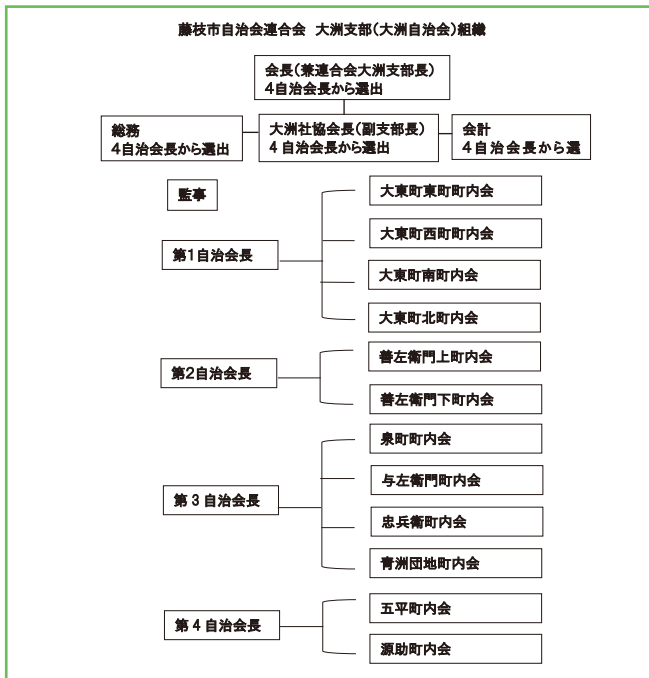 藤枝市自治会連合会 大洲支部(大洲自治会)組織
会長(兼連合会大洲支部長)
4自治会長から選出
総務
4自治会長から選出
大洲社協会長(副支部長)
4自治会長から選出
会計
4自治会長から選
監事
第1自治会長
大東町東町町内会
大東町西町町内会
大東町南町内会
大東町北町内会
第2自治会長
善左衛門上町内会
善左衛門下町内会
第3自治会長
泉町町内会
与左衛門町内会
忠兵衛町内会
青洲団地町内会
第4自治会長
五平町内会
源助町内会